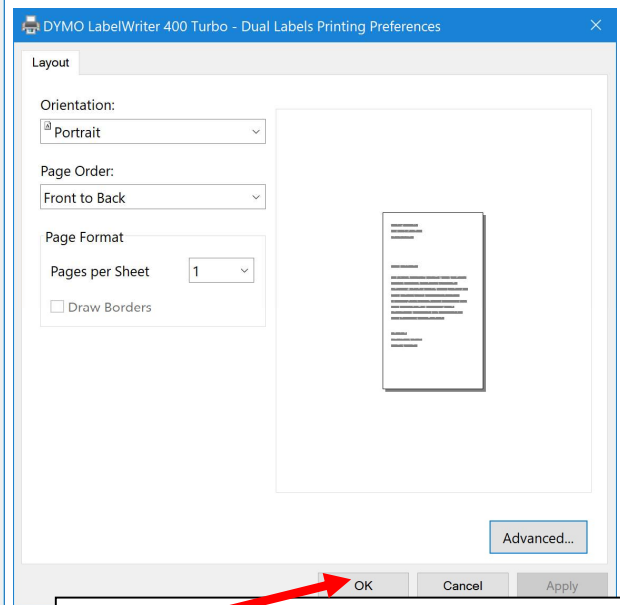 DYMO LabelWriter 400 Turbo - Dual Labels Printing Preferences
Layout
Orientation:
Portrait
Page Order:
Front to Back
Page Format
Pages per Sheet 1
Draw Borders
Advanced...
OK Cancel Apply